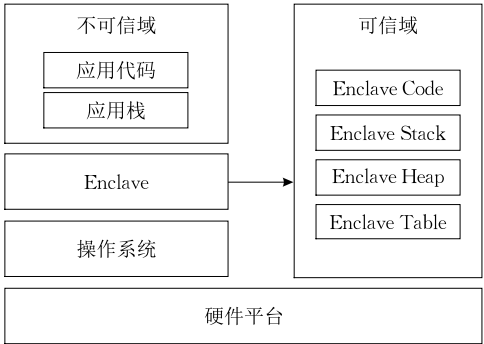 不可信域
应用代码
应用栈
Enclave
操作系统
可信域
Enclave Code
Enclave Stack
Enclave Heap
Enclave Table
硬件平台